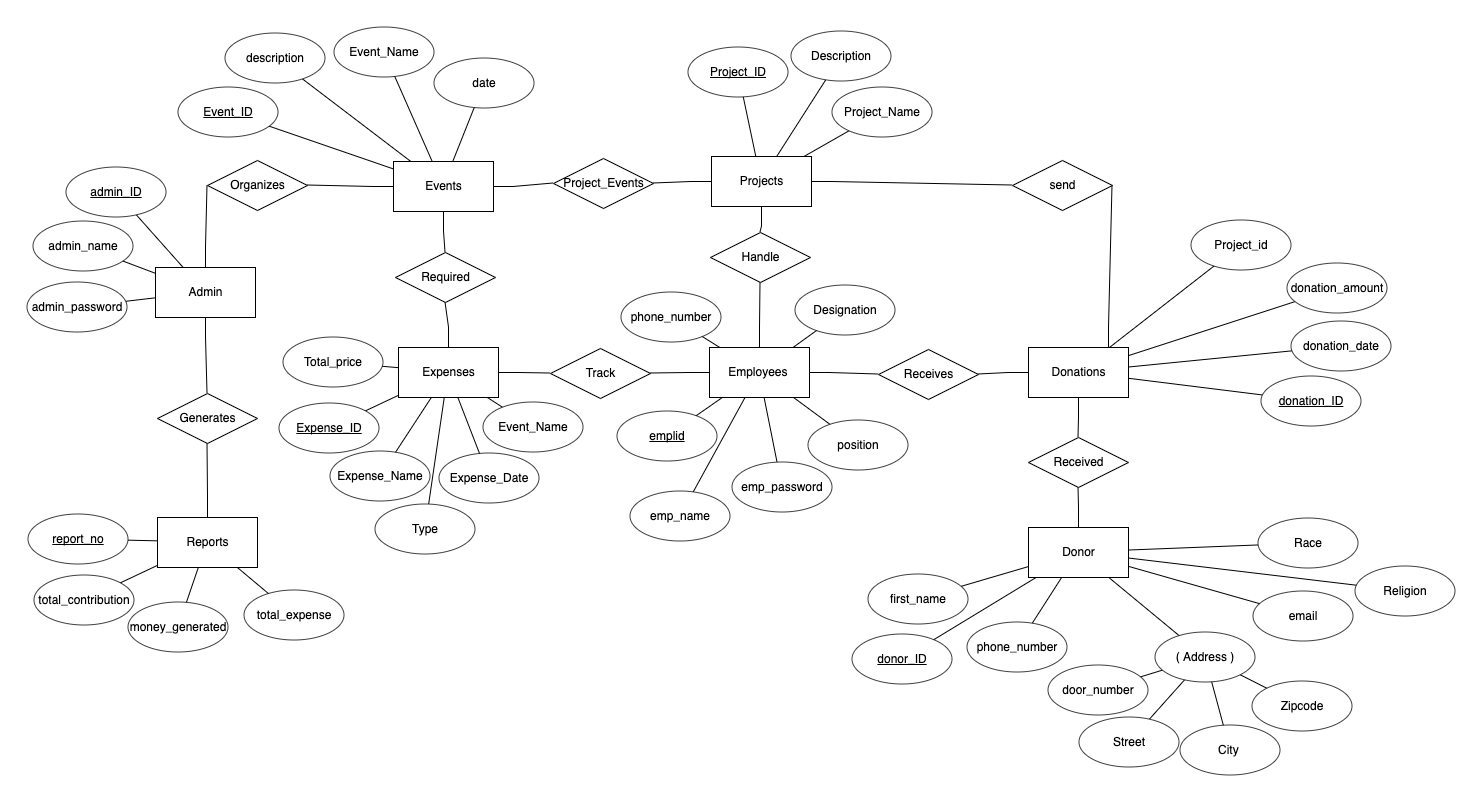 Event_Name
description
date
Event_ID
Project_ID
Description
Project_Name
Organizes
Events
Project_Events
Projects
send
admin_ID
admin_name
admin_password
Admin
Required
Handle
Project_id
donation_amount
donation_date
donation_ID
phone_number
Designation
Total_price
Expenses
Track
Employees
Receives
Donations
Generates
Expense_ID
Event_Name
Expense_Name
Expense_Date
Type
emplid
position
emp_password
emp_name
Received
Reports
report_no
total_contribution
money_generated
total_expense
Donor
Race
Religion
email
first_name
donor_ID
phone_number
( Address )
door_number
Street
City
Zipcode